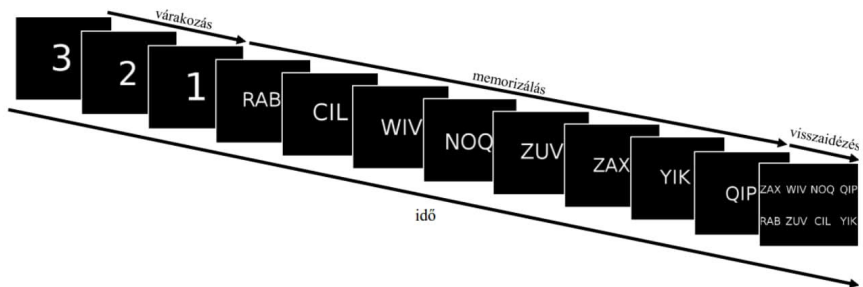 várakozás
3
2
1
memorizálás
RAB
CIL
WIV
NOQ
ZUV
ZAX
YIK
QIP
visszaidézés
ZAX WIV NOQ QIP
RAB ZUV CIL YIK
idő